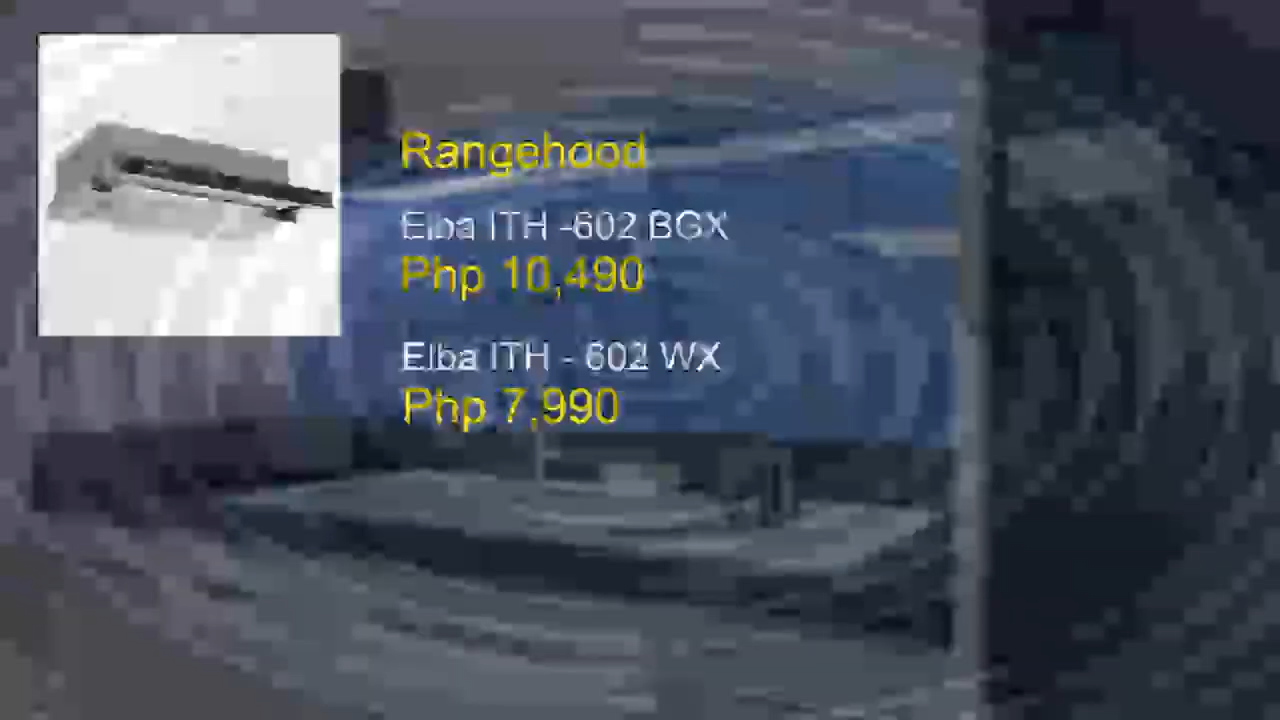 Rangehood
Elba ITH -602 BGX
Php 10,490
Elba ITH - 602 WX
Php 7,990